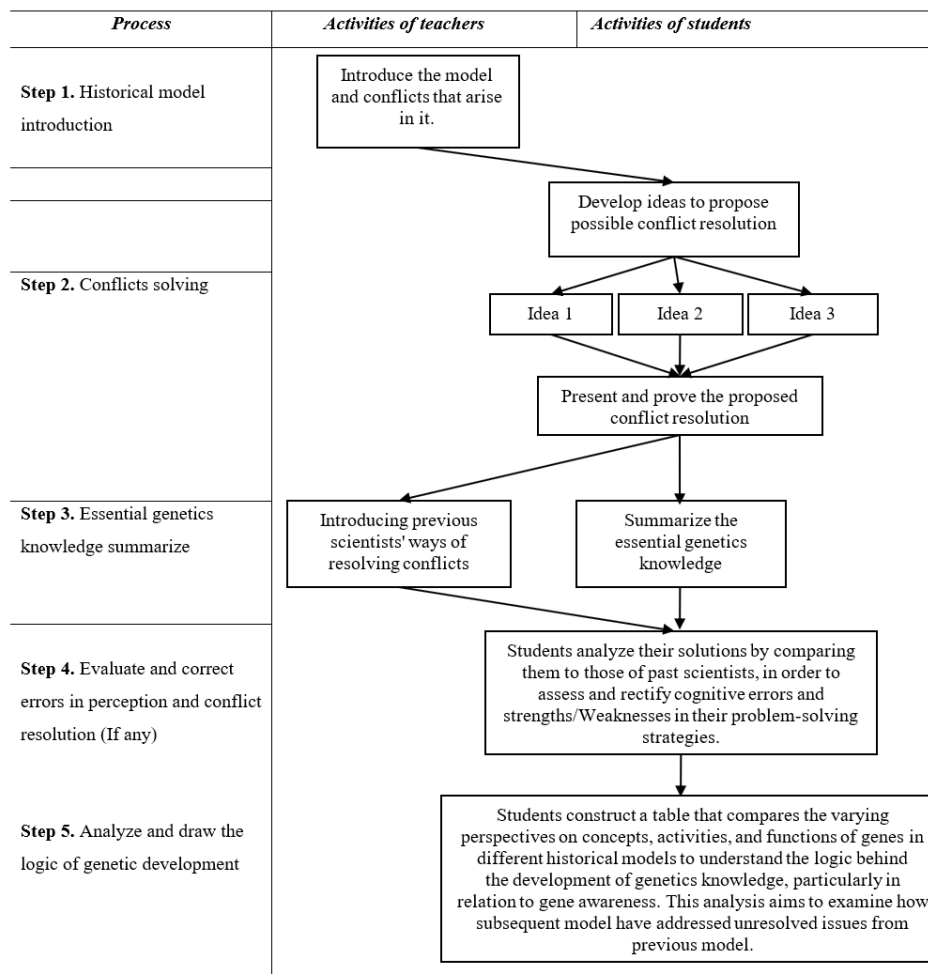 Process
Activities of teachers
Activities of students
Step 1. Historical model
introduction
Introduce the model
and conflicts that arise
in it.
Develop ideas to propose
possible conflict resolution
Step 2. Conflicts solving
Idea 1
Idea 2
Idea 3
Present and prove the proposed
conflict resolution
Step 3. Essential genetics
knowledge summarize
Introducing previous
scientists' ways of
resolving conflicts
Summarize the
essential genetics
knowledge
Step 4. Evaluate and correct
errors in perception and conflict
resolution (If any)
Students analyze their solutions by comparing
them to those of past scientists, in order to
assess and rectify cognitive errors and
strengths/Weaknesses in their problem-solving
strategies.
Step 5. Analyze and draw the
logic of genetic development
Students construct a table that compares the varying
perspectives on concepts, activities, and functions of genes in
different historical models to understand the logic behind
the development of genetics knowledge, particularly in
relation to gene awareness. This analysis aims to examine how
subsequent model have addressed unresolved issues from
previous model.